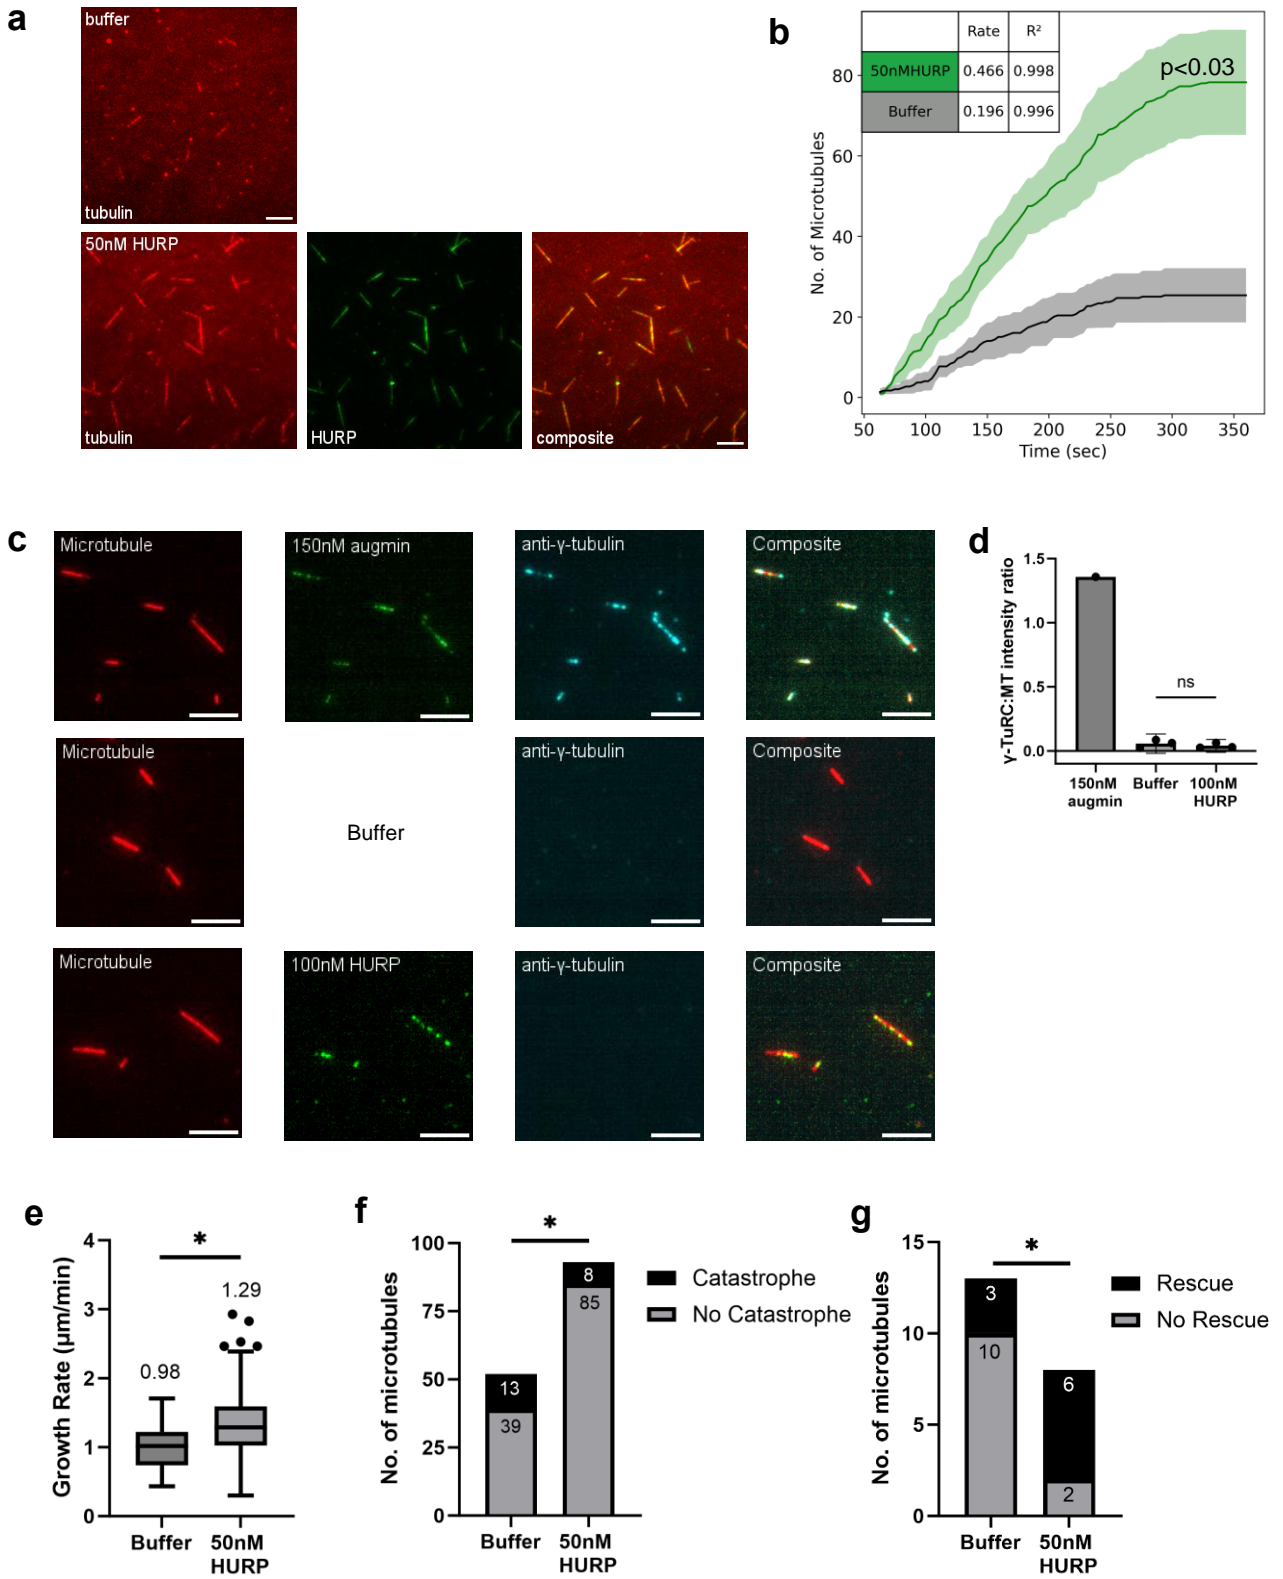 a
buffer
tubulin
50nM HURP
tubulin
HURP
composite
b
Rate R²
50nMHURP 0.466 0.998
Buffer 0.196 0.996
p<0.03
No. of Microtubules
80
60
40
20
0
50 100 150 200 250 300 350
Time (sec)
c
Microtubule
150nM augmin
anti-γ-tubulin
Composite
Microtubule
Buffer
anti-γ-tubulin
Composite
Microtubule
100nM HURP
anti-γ-tubulin
Composite
d
γ-TuRC:MT intensity ratio
1.5
1.0
0.5
0.0
ns
150nM
augmin
Buffer
100nM
HURP
e
Growth Rate (μm/min)
4
3
2
1
0
*
0.98
1.29
Buffer
50nM
HURP
f
No. of microtubules
100
75
50
25
0
*
13
39
8
85
Buffer
50nM
HURP
Catastrophe
No Catastrophe
g
No. of microtubules
15
10
5
0
*
3
10
6
2
Buffer
50nM
HURP
Rescue
No Rescue